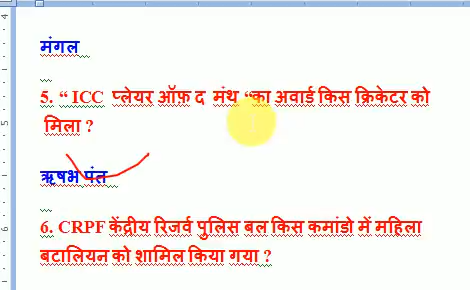 मंगल
5. “ ICC प्लेयर ऑफ़ द मंथ “का अवार्ड किस क्रिकेटर को
मिला ?
ऋषभ पंत
6. CRPF केंद्रीय रिजर्व पुलिस बल किस कमांडो में महिला
बटालियन को शामिल किया गया ?